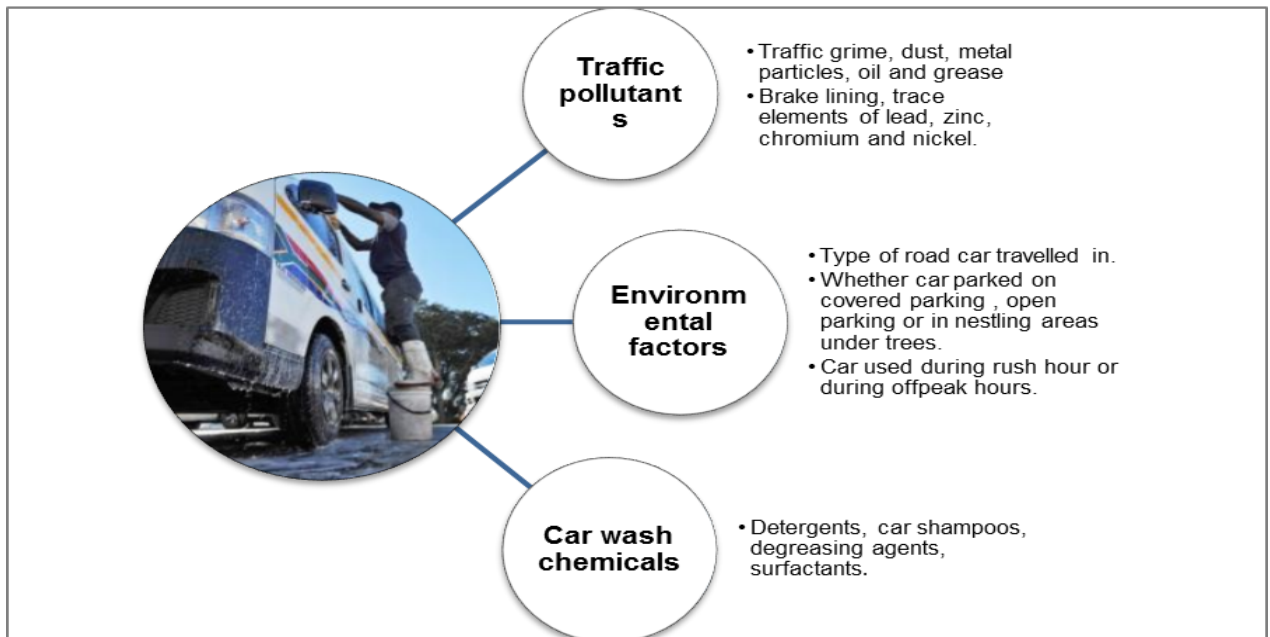 Traffic
pollutant
s
• Traffic grime, dust, metal
particles, oil and grease
• Brake lining, trace
elements of lead, zinc,
chromium and nickel.
Environm
ental
factors
• Type of road car travelled in.
• Whether car parked on
covered parking , open
parking or in nestling areas
under trees.
• Car used during rush hour or
during offpeak hours.
Car wash
chemicals
• Detergents, car shampoos,
degreasing agents,
surfactants.